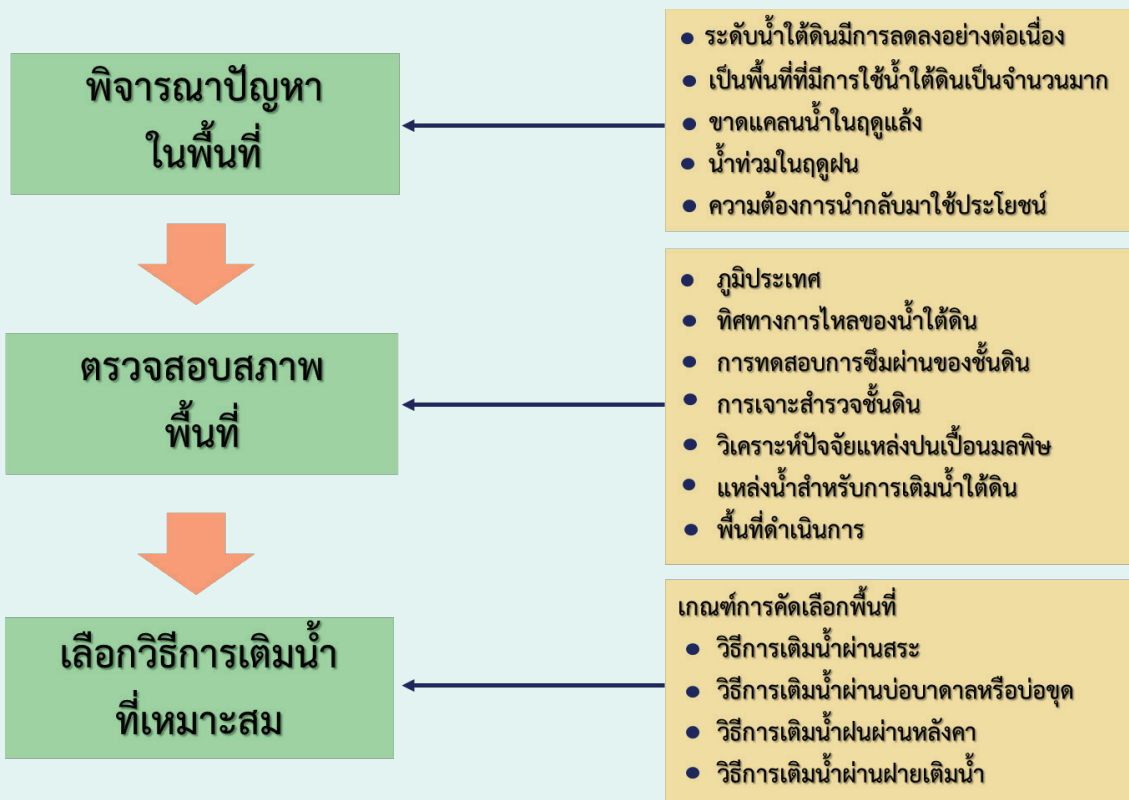 พิจารณาปัญหา
ในพื้นที่
ระดับน้ำใต้ดินมีการลดลงอย่างต่อเนื่อง
เป็นพื้นที่ที่มีการใช้น้ำใต้ดินเป็นจำนวนมาก
ขาดแคลนน้ำในฤดูแล้ง
น้ำท่วมในฤดูฝน
ความต้องการนำกลับมาใช้ประโยชน์
ตรวจสอบสภาพ
พื้นที่
ภูมิประเทศ
ทิศทางการไหลของน้ำใต้ดิน
การทดสอบการซึมผ่านของชั้นดิน
การเจาะสำรวจชั้นดิน
วิเคราะห์ปัจจัยแหล่งปนเปื้อนมลพิษ
แหล่งน้ำสำหรับการเติมน้ำใต้ดิน
พื้นที่ดำเนินการ
เลือกวิธีการเติมน้ำ
ที่เหมาะสม
เกณฑ์การคัดเลือกพื้นที่
วิธีการเติมน้ำผ่านสระ
วิธีการเติมน้ำผ่านบ่อบาดาลหรือบ่อขุด
วิธีการเติมน้ำฝนผ่านหลังคา
วิธีการเติมน้ำผ่านฝายเติมน้ำ